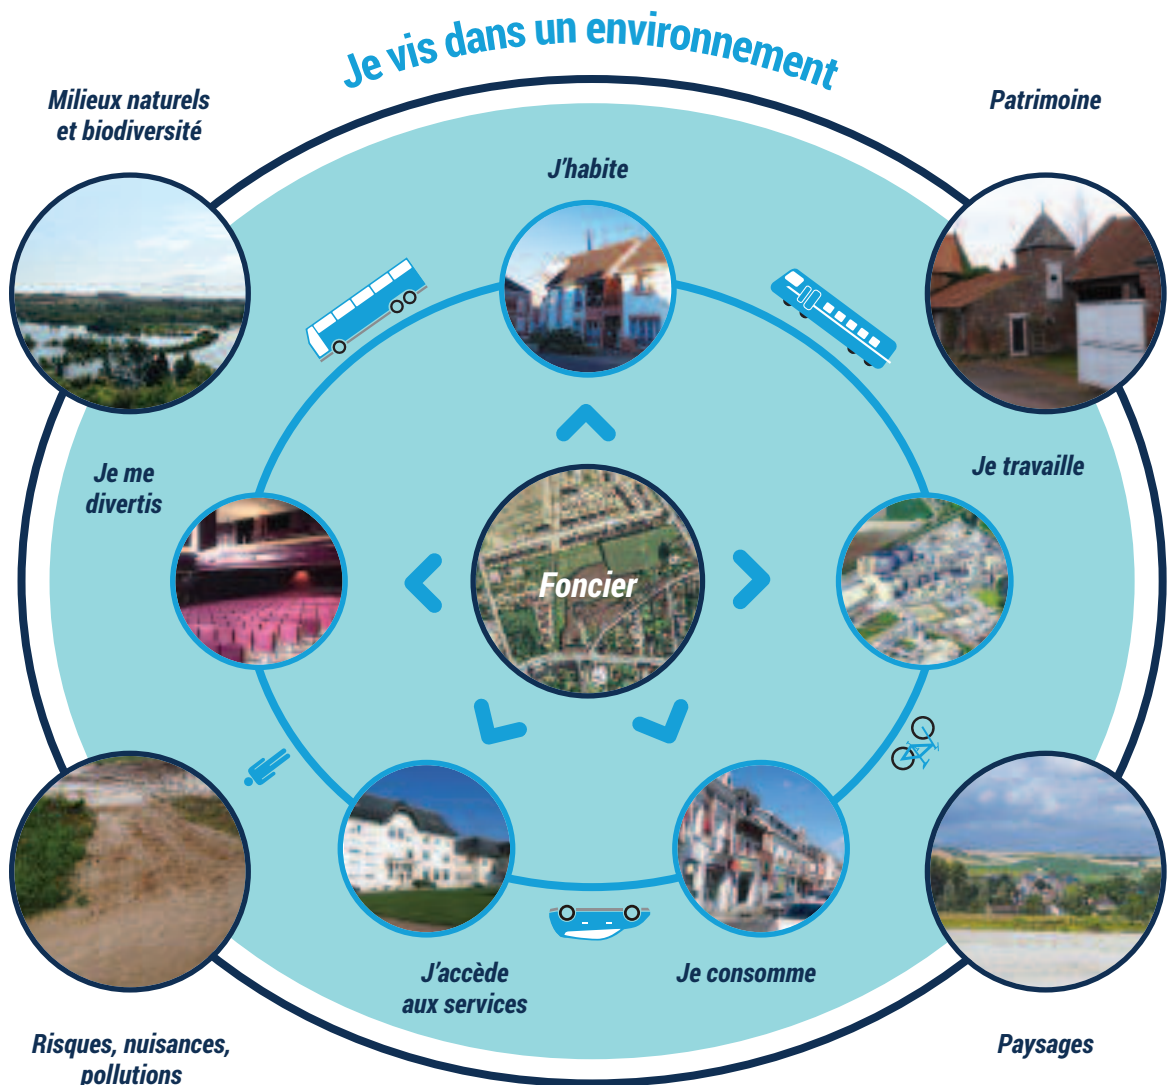 Je vis dans un environnement
Milieux naturels
et biodiversité
Patrimoine
J'habite
Je me
divertis
Je travaille
Foncier
J'accède
aux services
Je consomme
Risques, nuisances,
pollutions
Paysages